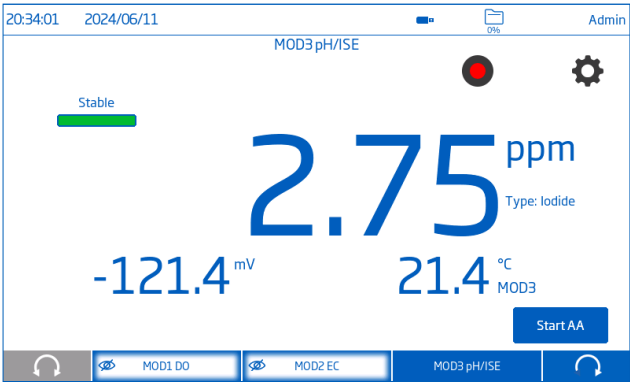 20:34:01 2024/06/11 0% Admin
MOD3 pH/ISE
Stable
2.75 ppm
Type: Iodide
-121.4 mV 21.4 °C
MOD3
Start AA
MOD1 DO MOD2 EC MOD3 pH/ISE